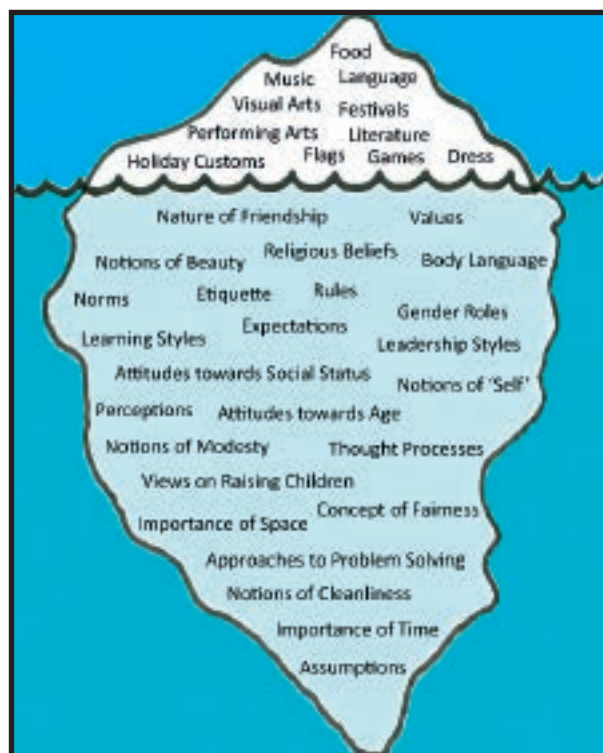 Food
Music Language
Visual Arts Festivals
Performing Arts Literature
Holiday Customs Flags Games Dress
Nature of Friendship Values
Notions of Beauty Religious Beliefs Body Language
Norms Etiquette Rules
Gender Roles
Learning Styles Expectations
Leadership Styles
Attitudes towards Social Status
Notions of 'Self'
Perceptions Attitudes towards Age
Notions of Modesty Thought Processes
Views on Raising Children
Importance of Space Concept of Fairness
Approaches to Problem Solving
Notions of Cleanliness
Importance of Time
Assumptions